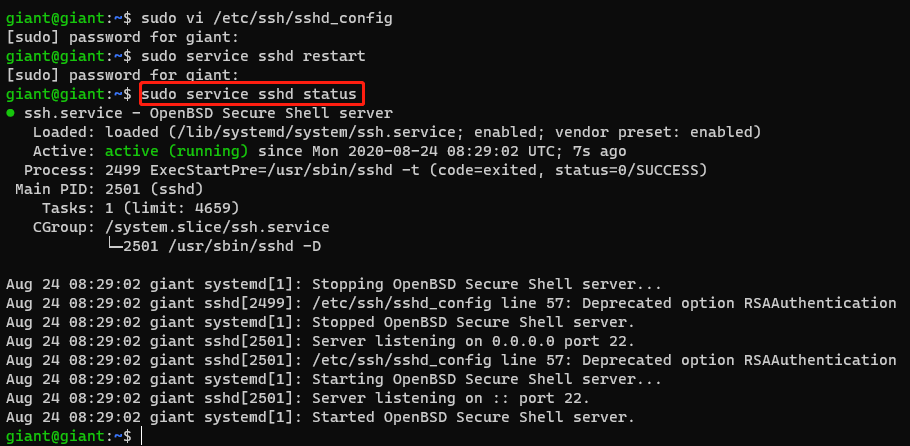 giant@giant:~$ sudo vi /etc/ssh/sshd_config
[sudo] password for giant:
giant@giant:~$ sudo service sshd restart
[sudo] password for giant:
giant@giant:~$ sudo service sshd status
● ssh.service - OpenBSD Secure Shell server
   Loaded: loaded (/lib/systemd/system/ssh.service; enabled; vendor preset: enabled)
   Active: active (running) since Mon 2020-08-24 08:29:02 UTC; 7s ago
  Process: 2499 ExecStartPre=/usr/sbin/sshd -t (code=exited, status=0/SUCCESS)
 Main PID: 2501 (sshd)
    Tasks: 1 (limit: 4659)
   CGroup: /system.slice/ssh.service
           └─2501 /usr/sbin/sshd -D

Aug 24 08:29:02 giant systemd[1]: Stopping OpenBSD Secure Shell server...
Aug 24 08:29:02 giant sshd[2499]: /etc/ssh/sshd_config line 57: Deprecated option RSAAuthentication
Aug 24 08:29:02 giant systemd[1]: Stopped OpenBSD Secure Shell server.
Aug 24 08:29:02 giant sshd[2501]: Server listening on 0.0.0.0 port 22.
Aug 24 08:29:02 giant sshd[2501]: /etc/ssh/sshd_config line 57: Deprecated option RSAAuthentication
Aug 24 08:29:02 giant systemd[1]: Starting OpenBSD Secure Shell server...
Aug 24 08:29:02 giant sshd[2501]: Server listening on :: port 22.
Aug 24 08:29:02 giant systemd[1]: Started OpenBSD Secure Shell server.
giant@giant:~$